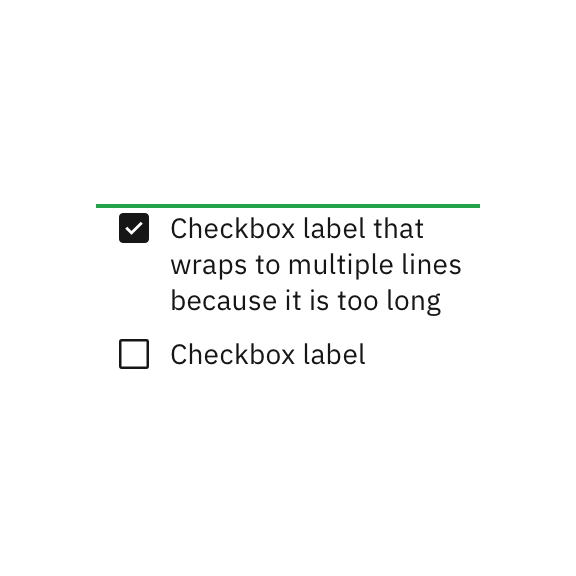 Checkbox label that
wraps to multiple lines
because it is too long
Checkbox label